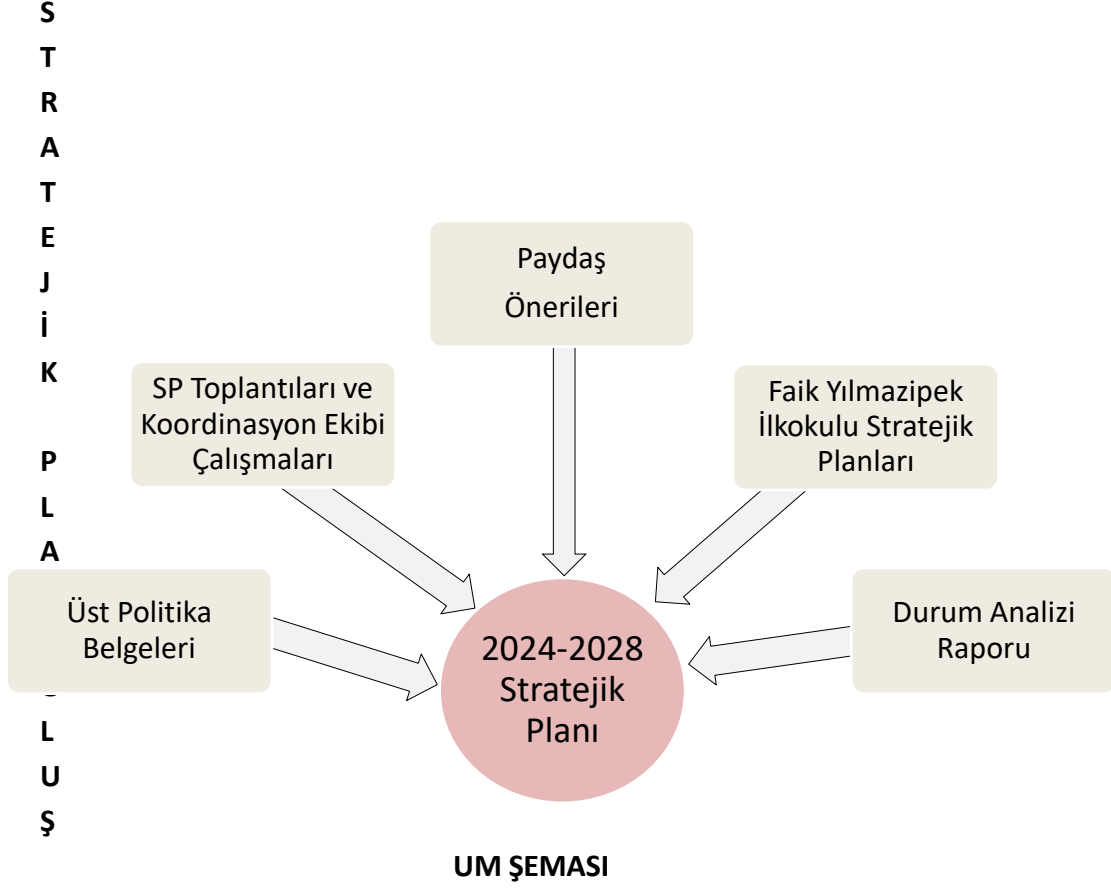 S
T
R
A
T
E
J
İ
K
P
L
A
L
U
Ş
UM ŞEMASI
Paydaş
Önerileri
SP Toplantıları ve
Koordinasyon Ekibi
Çalışmaları
Faik Yılmazipek
İlkokulu Stratejik
Planları
Üst Politika
Belgeleri
Durum Analizi
Raporu
2024-2028
Stratejik
Planı